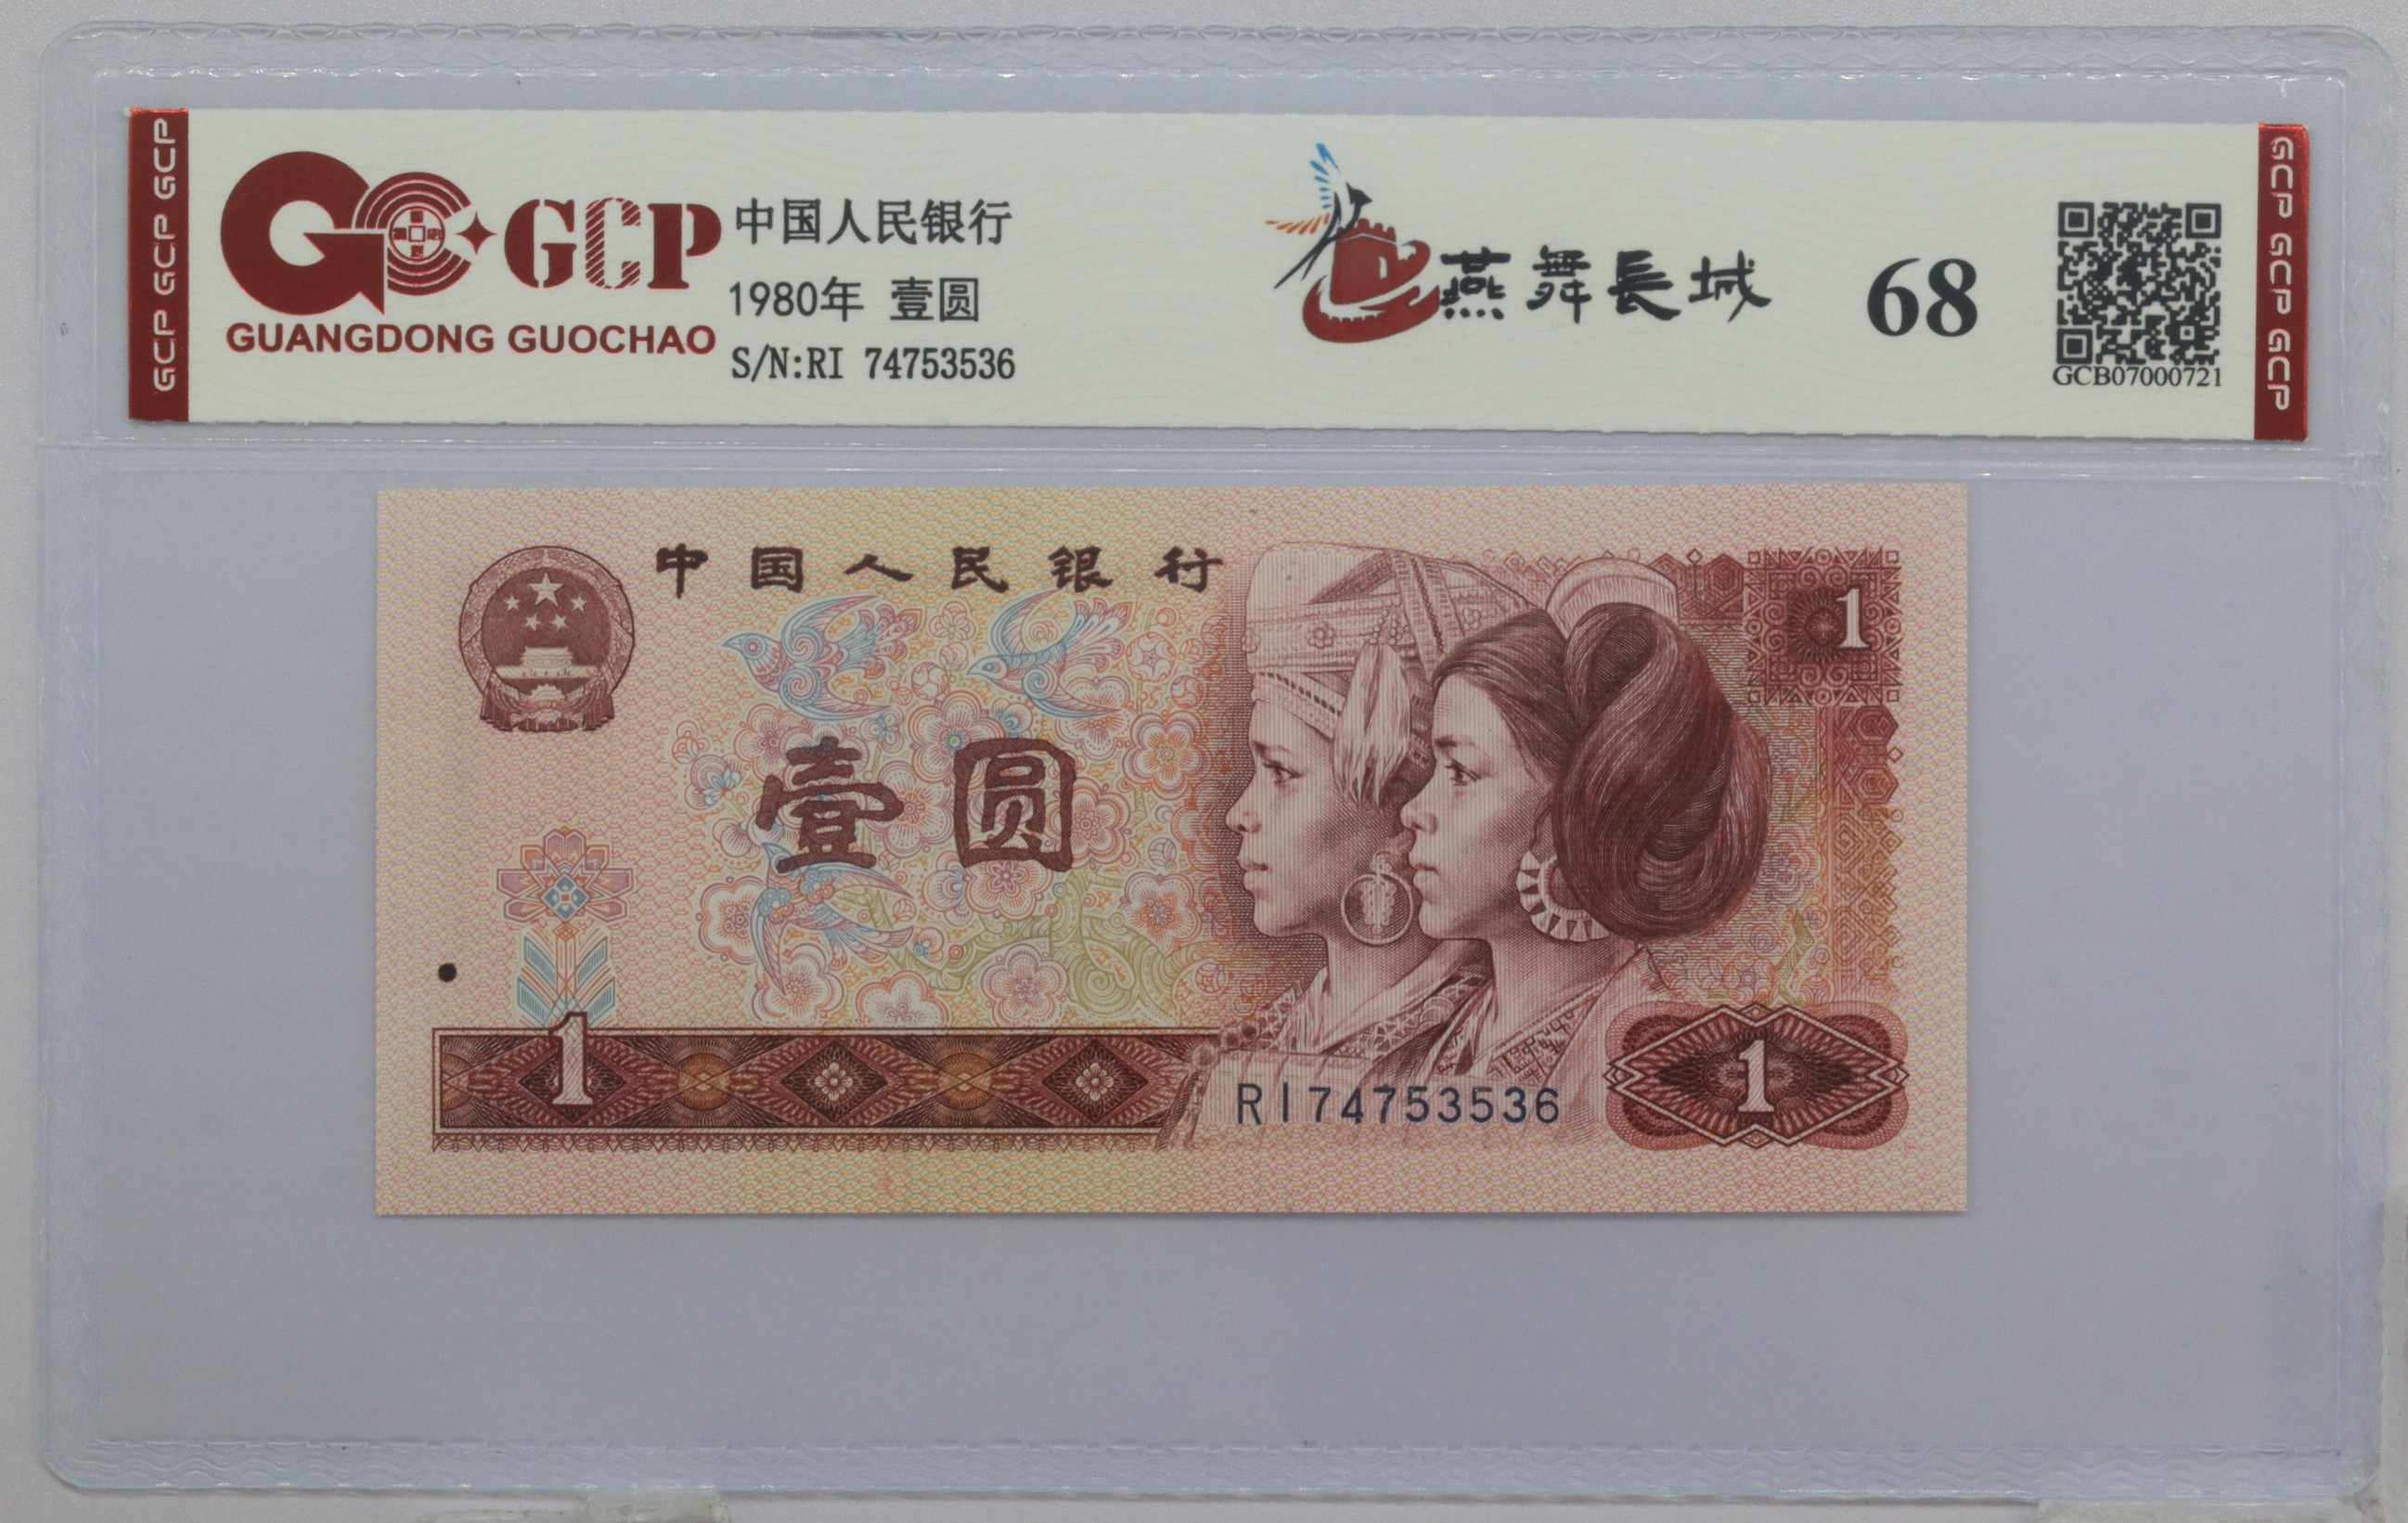 GCP GCP GCP
GCP
GUANGDONG GUOCHAO
中国人民银行
1980年 壹圆
S/N:RI 74753536
燕舞長城
68
GCB07000721
GCP GCP GCP
中国人民银行
1
壹圆
1
RI74753536
1